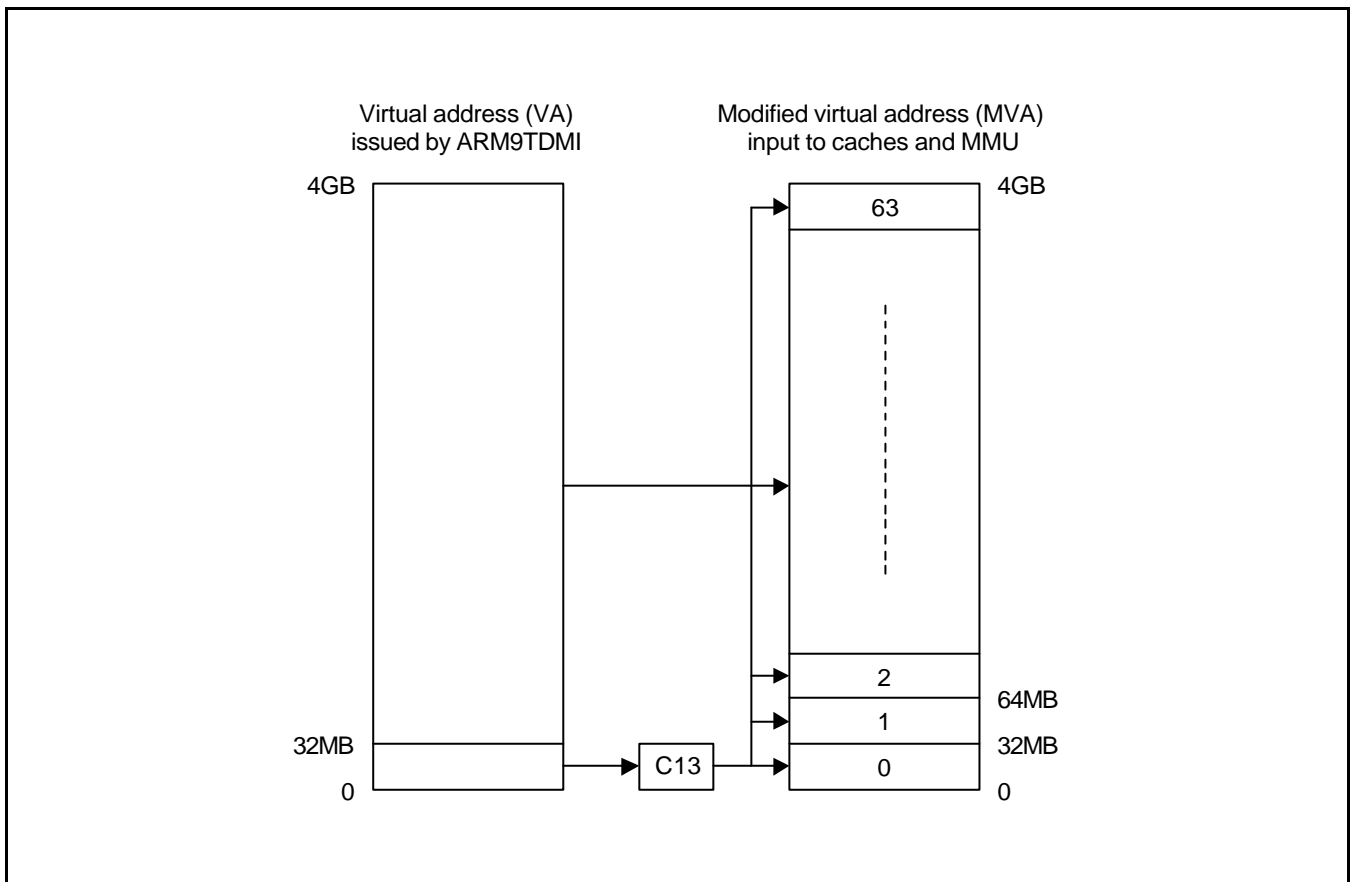 Virtual address (VA)
issued by ARM9TDMI
Modified virtual address (MVA)
input to caches and MMU
4GB
4GB
63
2
64MB
1
32MB
32MB
C13
0
0
0